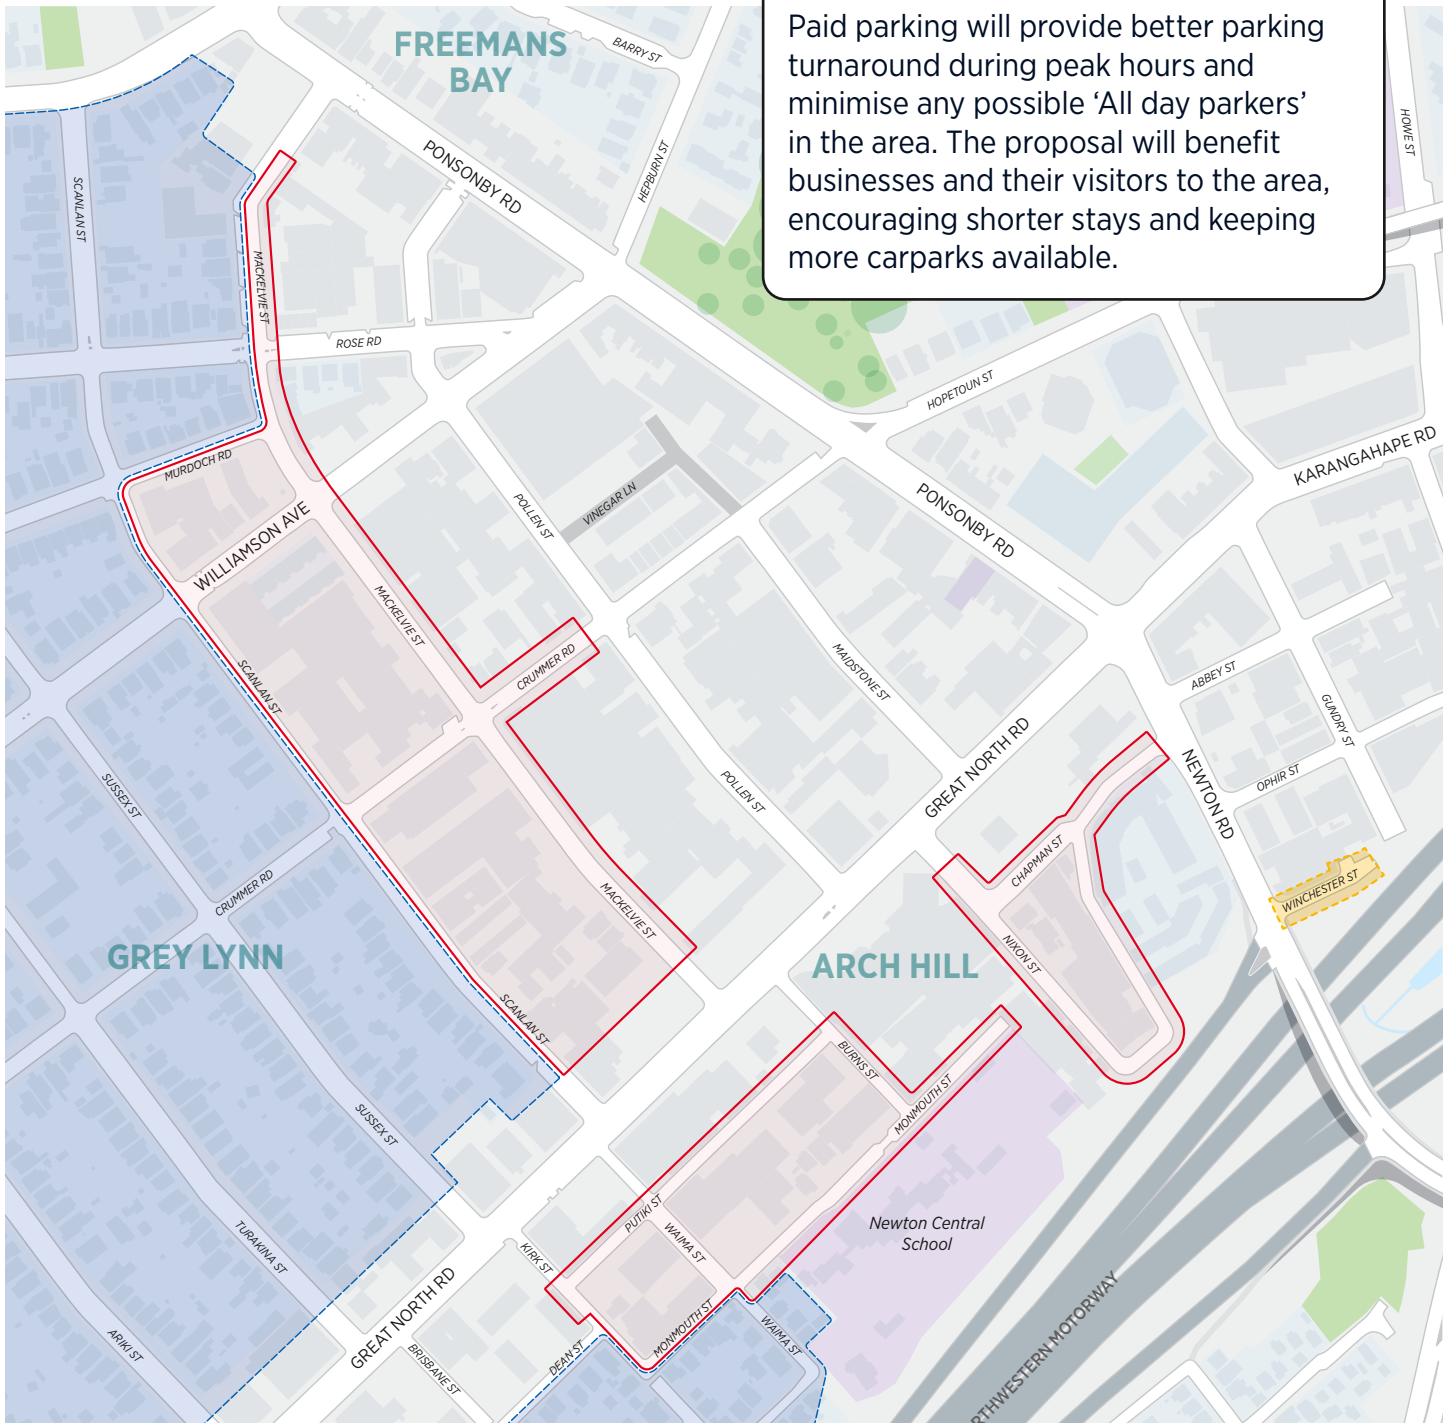 Paid parking will provide better parking
turnaround during peak hours and
minimise any possible ‘All day parkers’
in the area. The proposal will benefit
businesses and their visitors to the area,
encouraging shorter stays and keeping
more carparks available.
FREEMANS
BAY
BARRY ST
HOWE ST
PONSONBY RD
HEPBURN ST
SCANLAN ST
MACKELVIE ST
ROSE RD
HOPETOUN ST
KARANGAHAPE RD
MURDOCH RD
WILLIAMSON AVE
POLLEN ST
VINEGAR LN
PONSONBY RD
MACKELVIE ST
CRUMMER RD
MAIDSTONE ST
SCANLAN ST
ABBEY ST
GUNDRY ST
SUSSEX ST
POLLEN ST
GREAT NORTH RD
NEWTON RD
OPHIR ST
CHAPMAN ST
CRUMMER RD
MACKELVIE ST
WINCHESTER ST
GREY LYNN
ARCH HILL
NIXON ST
SCANLAN ST
BURNS ST
MONMOUTH ST
SUSSEX ST
PUTIKI ST
WAIMA ST
Newton Central
School
TURAKINA ST
KIRK ST
GREAT NORTH RD
ARIKI ST
BRISBANE ST
DEAN ST
MONMOUTH ST
WAIMA ST
RTHWESTERN MOTORWAY